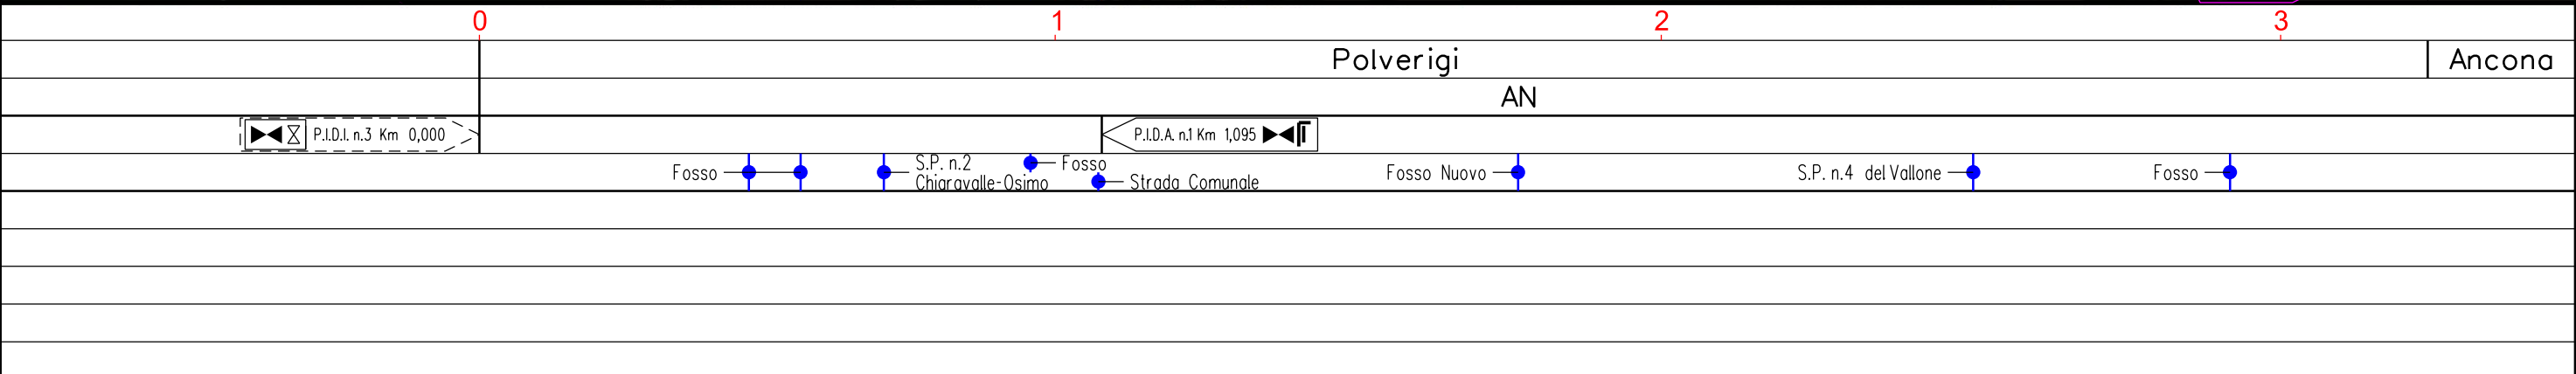 0 1 2 3
Polverigi Ancona
AN
P.I.D.I. n.3 Km 0,000 P.I.D.A. n.1 Km 1,095
Fosso S.P. n.2 Fosso Fosso Nuovo S.P. n.4 del Vallone Fosso
Chiaravalle-Osimo Strada Comunale